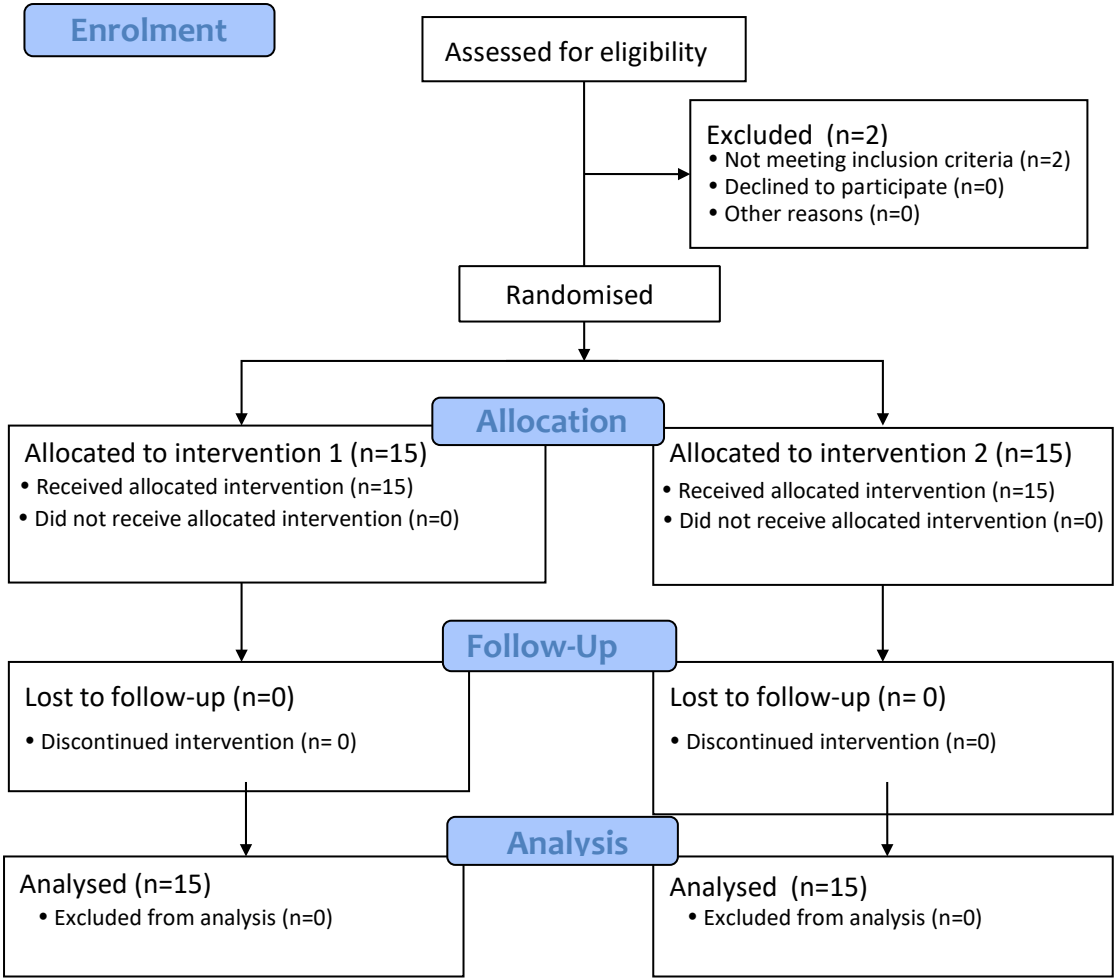 Enrolment
Assessed for eligibility
Excluded (n=2)
• Not meeting inclusion criteria (n=2)
• Declined to participate (n=0)
• Other reasons (n=0)
Randomised
Allocation
Allocated to intervention 1 (n=15)
• Received allocated intervention (n=15)
• Did not receive allocated intervention (n=0)
Allocated to intervention 2 (n=15)
• Received allocated intervention (n=15)
• Did not receive allocated intervention (n=0)
Follow-Up
Lost to follow-up (n=0)
• Discontinued intervention (n= 0)
Lost to follow-up (n= 0)
• Discontinued intervention (n=0)
Analysis
Analysed (n=15)
• Excluded from analysis (n=0)
Analysed (n=15)
• Excluded from analysis (n=0)